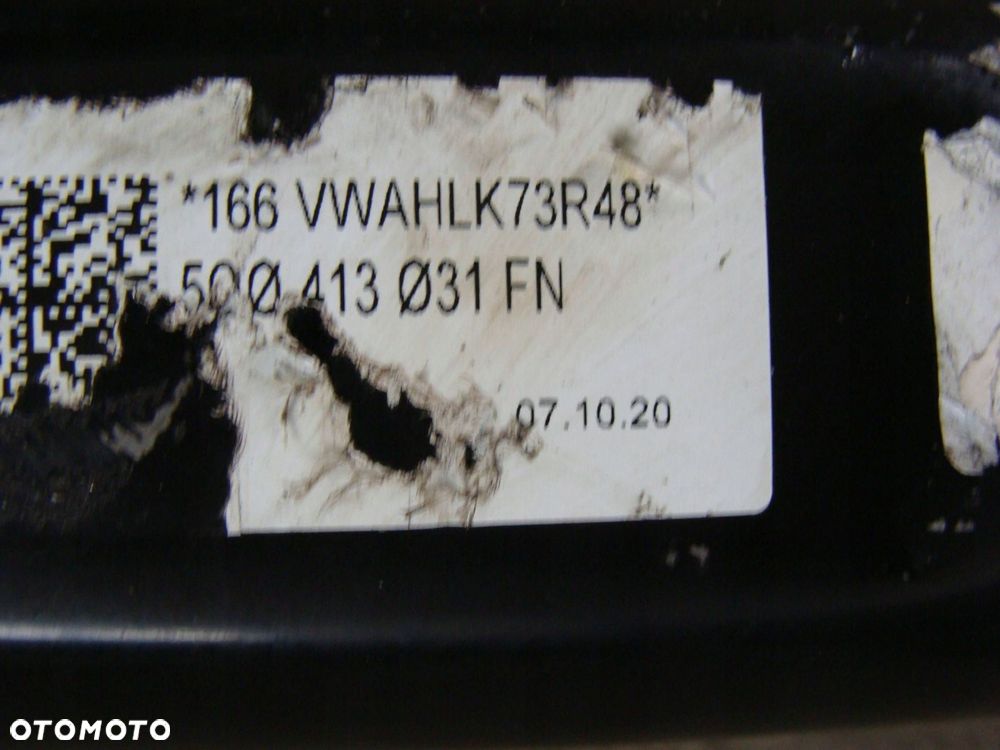 *166 VWAHLK73R48*
5QØ 413 Ø31 FN
07.10.20
OTOMOTO